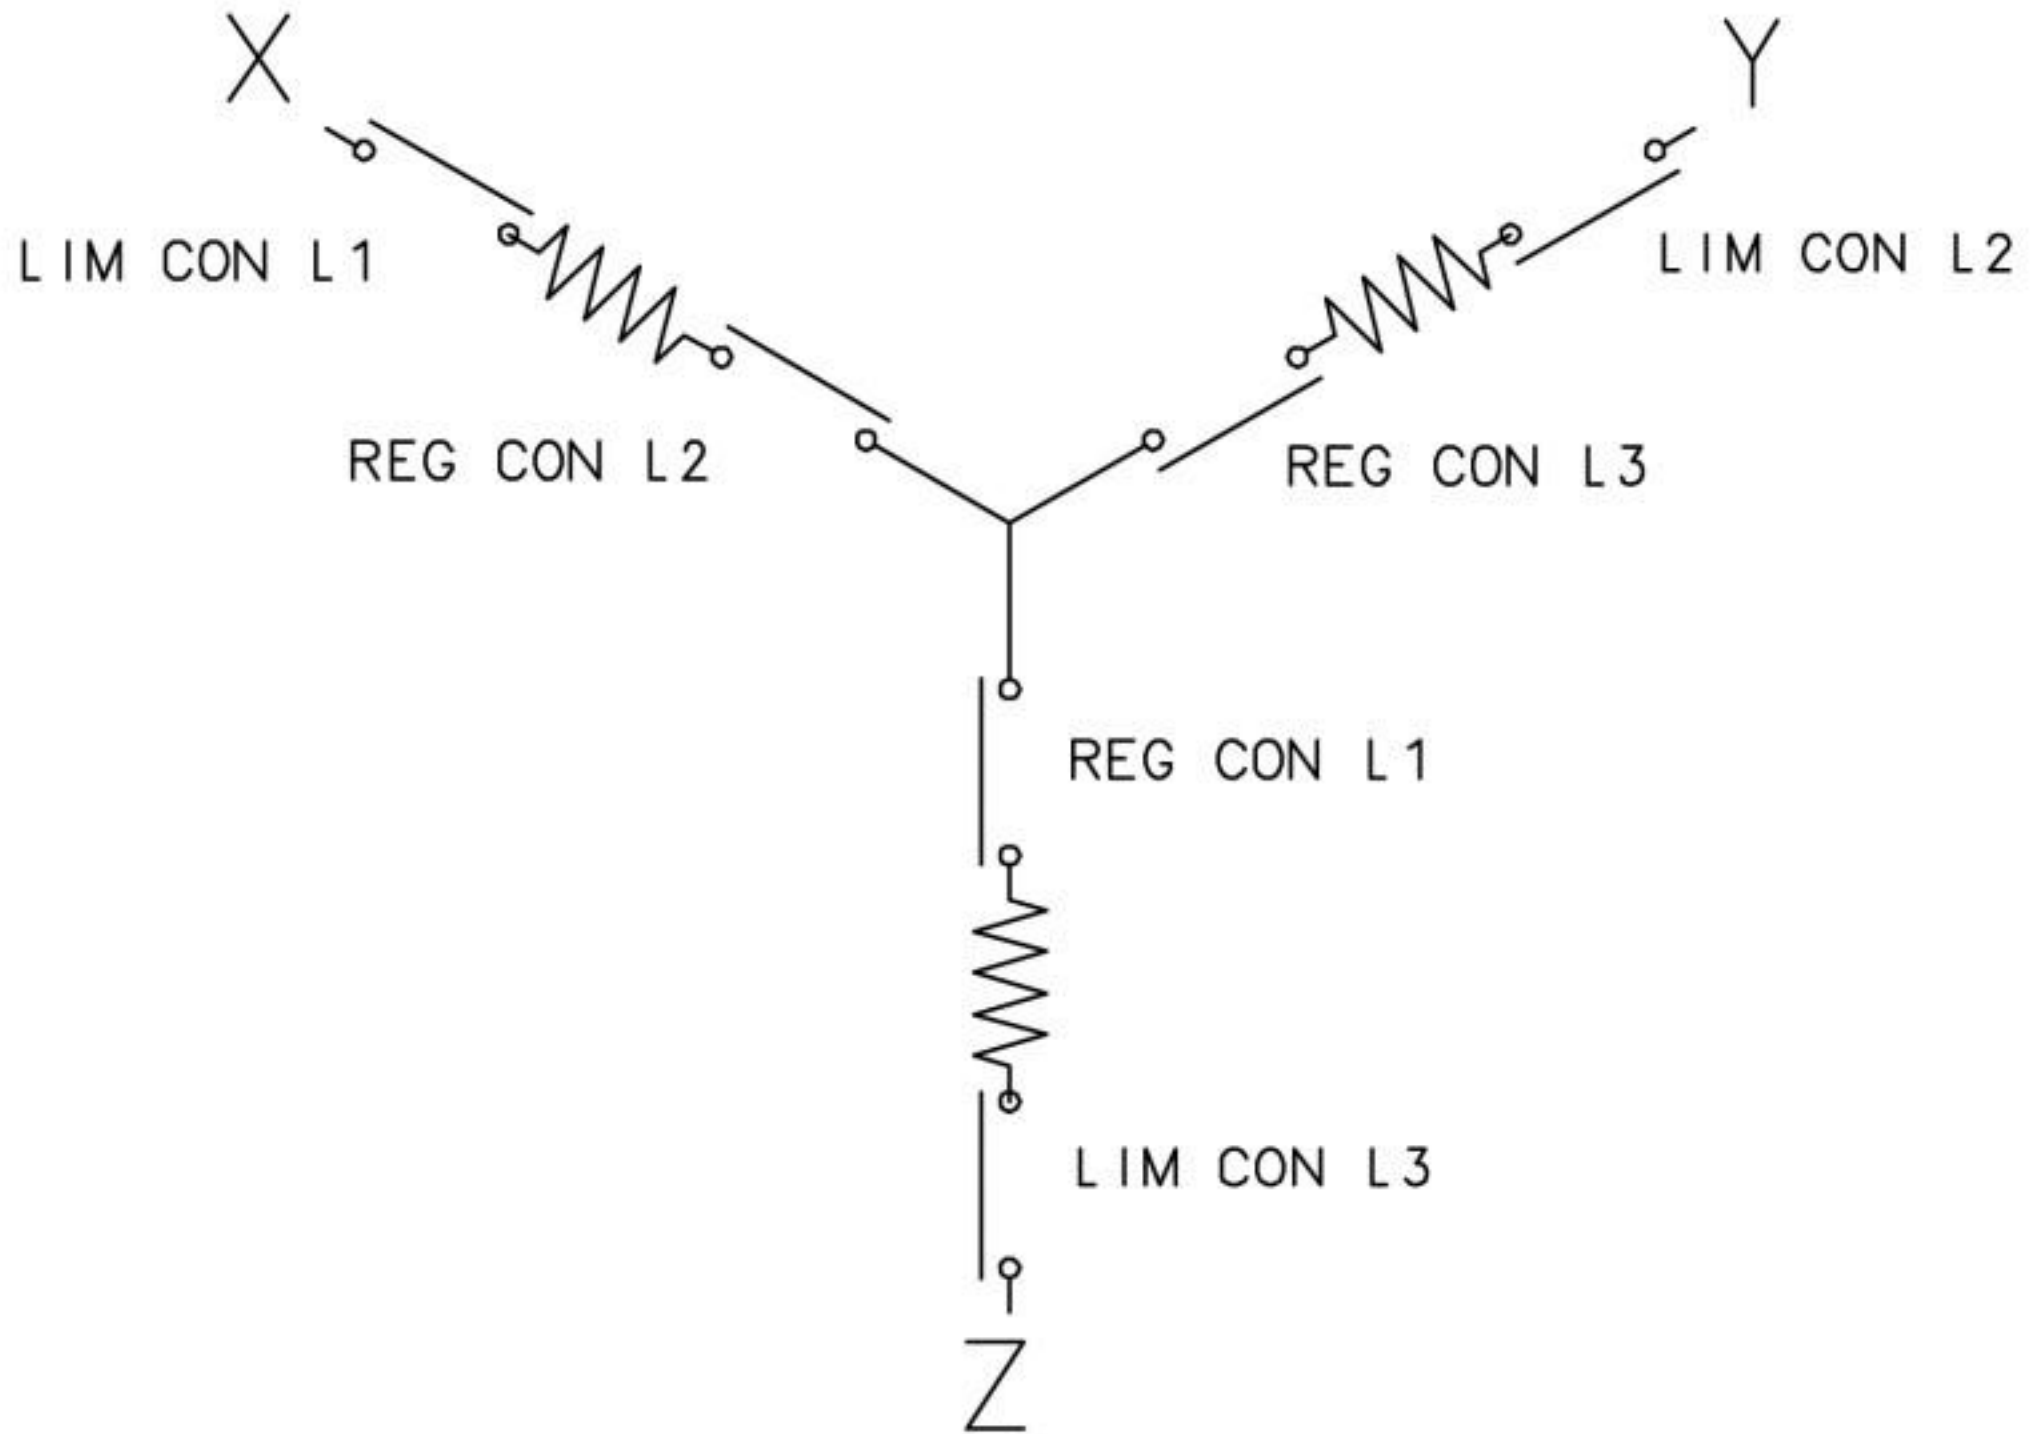 X
Y
LIM CON L1
LIM CON L2
REG CON L2
REG CON L3
REG CON L1
LIM CON L3
Z